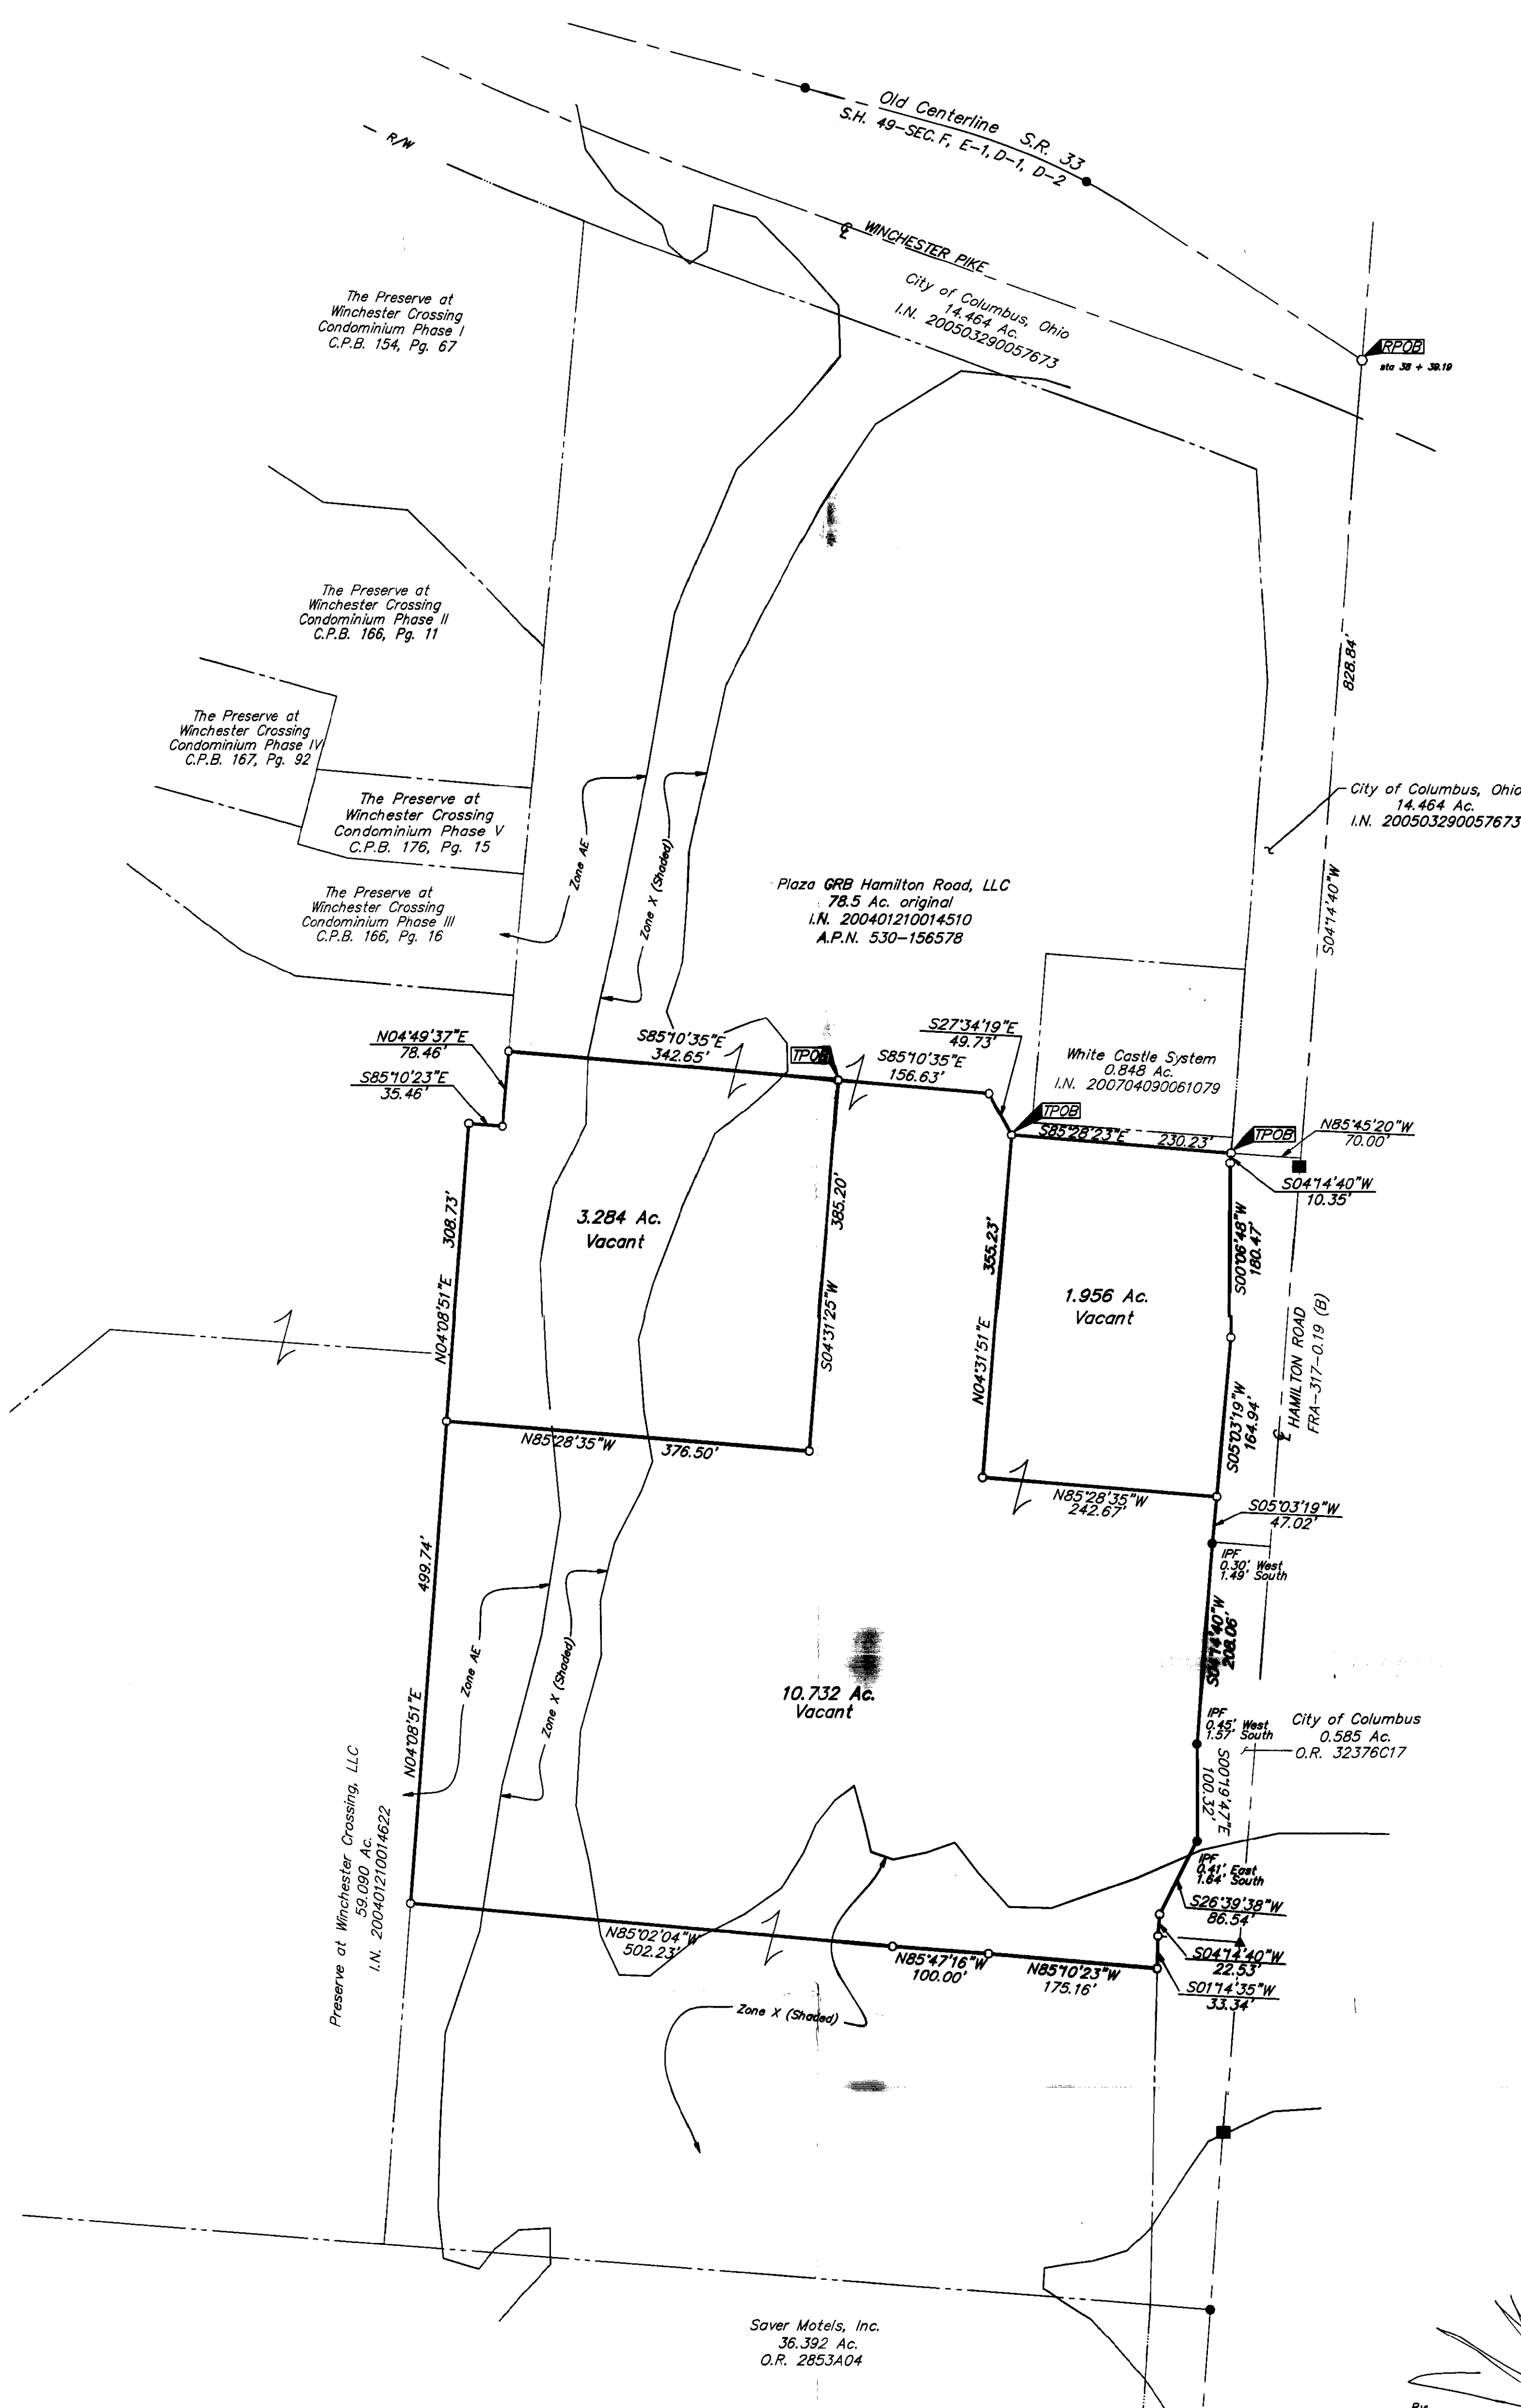 Old Centerline S.R. 33
S.H. 49-SEC. F, E-1, D-1, D-2
R/W
℄ WINCHESTER PIKE
City of Columbus, Ohio
14.464 Ac.
I.N. 200503290057673
RPOB
sta 38 + 39.19
The Preserve at
Winchester Crossing
Condominium Phase I
C.P.B. 154, Pg. 67
The Preserve at
Winchester Crossing
Condominium Phase II
C.P.B. 166, Pg. 11
828.84'
S04°14'40"W
The Preserve at
Winchester Crossing
Condominium Phase IV
C.P.B. 167, Pg. 92
The Preserve at
Winchester Crossing
Condominium Phase V
C.P.B. 176, Pg. 15
The Preserve at
Winchester Crossing
Condominium Phase III
C.P.B. 166, Pg. 16
Zone AE
Zone X (Shaded)
City of Columbus, Ohio
14.464 Ac.
I.N. 200503290057673
Plaza GRB Hamilton Road, LLC
78.5 Ac. original
I.N. 200401210014510
A.P.N. 530-156578
N04°49'37"E
78.46'
S85°10'23"E
35.46'
S85°10'35"E
342.65'
TPOB
S85°10'35"E
156.63'
S27°34'19"E
49.73'
White Castle System
0.848 Ac.
I.N. 200704090061079
TPOB
S85°28'23"E 230.23'
TPOB
N85°45'20"W
70.00'
S04°14'40"W
10.35'
308.73'
N04°08'51"E
3.284 Ac.
Vacant
385.20'
S04°31'25"W
355.23'
N04°31'51"E
1.956 Ac.
Vacant
S00°06'48"W
180.47'
S05°03'19"W
164.94'
℄ HAMILTON ROAD
FRA-317-0.19 (B)
N85°28'35"W 376.50'
N85°28'35"W
242.67'
S05°03'19"W
47.02'
IPF
0.30' West
1.49' South
499.74'
N04°08'51"E
Zone AE
Zone X (Shaded)
S04°14'40"W
208.06'
10.732 Ac.
Vacant
IPF
0.45' West
1.57' South
City of Columbus
0.585 Ac.
O.R. 32376C17
S00°19'47"E
100.32'
Preserve at Winchester Crossing, LLC
59.090 Ac.
I.N. 200401210014622
IPF
0.41' East
1.64' South
S26°39'38"W
86.54'
S04°14'40"W
22.53'
S01°14'35"W
33.34'
N85°02'04"W
502.23'
N85°47'16"W
100.00'
N85°10'23"W
175.16'
Zone X (Shaded)
Saver Motels, Inc.
36.392 Ac.
O.R. 2853A04